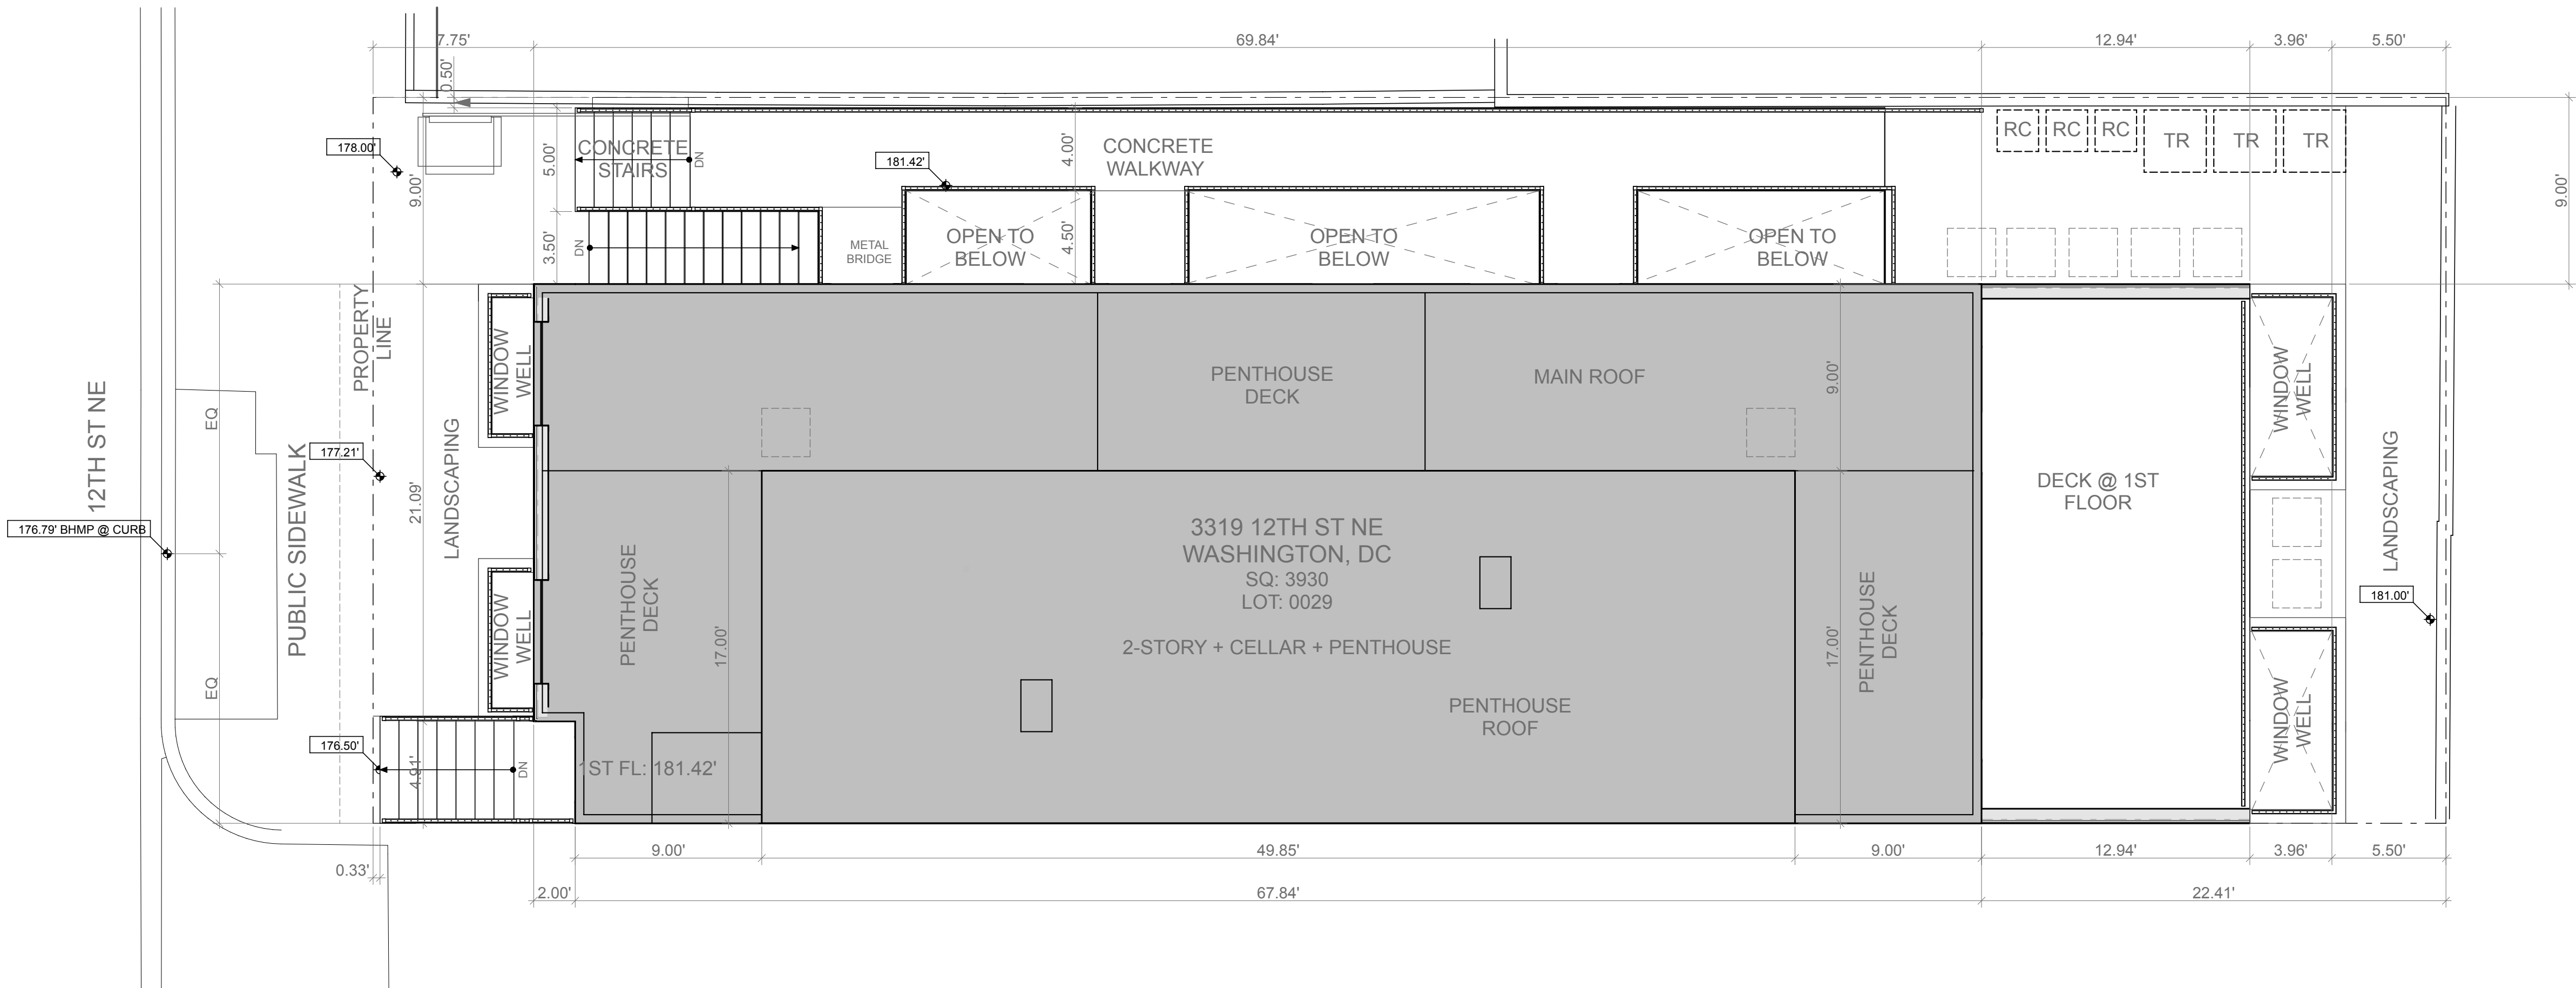 7.75'
69.84'
12.94'
3.96'
5.50'
0.50'
178.00'
9.00'
5.00'
CONCRETE
STAIRS
DN
181.42'
4.00'
CONCRETE
WALKWAY
RC
RC
RC
TR
TR
TR
9.00'
3.50'
DN
METAL
BRIDGE
OPEN TO
BELOW
4.50'
OPEN TO
BELOW
OPEN TO
BELOW
12TH ST NE
EQ
EQ
PUBLIC SIDEWALK
PROPERTY
LINE
177.21'
176.79' BHMP @ CURB
21.09'
LANDSCAPING
WINDOW
WELL
WINDOW
WELL
176.50'
4.91'
DN
PENTHOUSE
DECK
MAIN ROOF
9.00'
PENTHOUSE
DECK
17.00'
3319 12TH ST NE
WASHINGTON, DC
SQ: 3930
LOT: 0029
2-STORY + CELLAR + PENTHOUSE
PENTHOUSE
ROOF
1ST FL: 181.42'
17.00'
PENTHOUSE
DECK
DECK @ 1ST
FLOOR
WINDOW
WELL
WINDOW
WELL
LANDSCAPING
181.00'
0.33'
9.00'
49.85'
9.00'
12.94'
3.96'
5.50'
2.00'
67.84'
22.41'